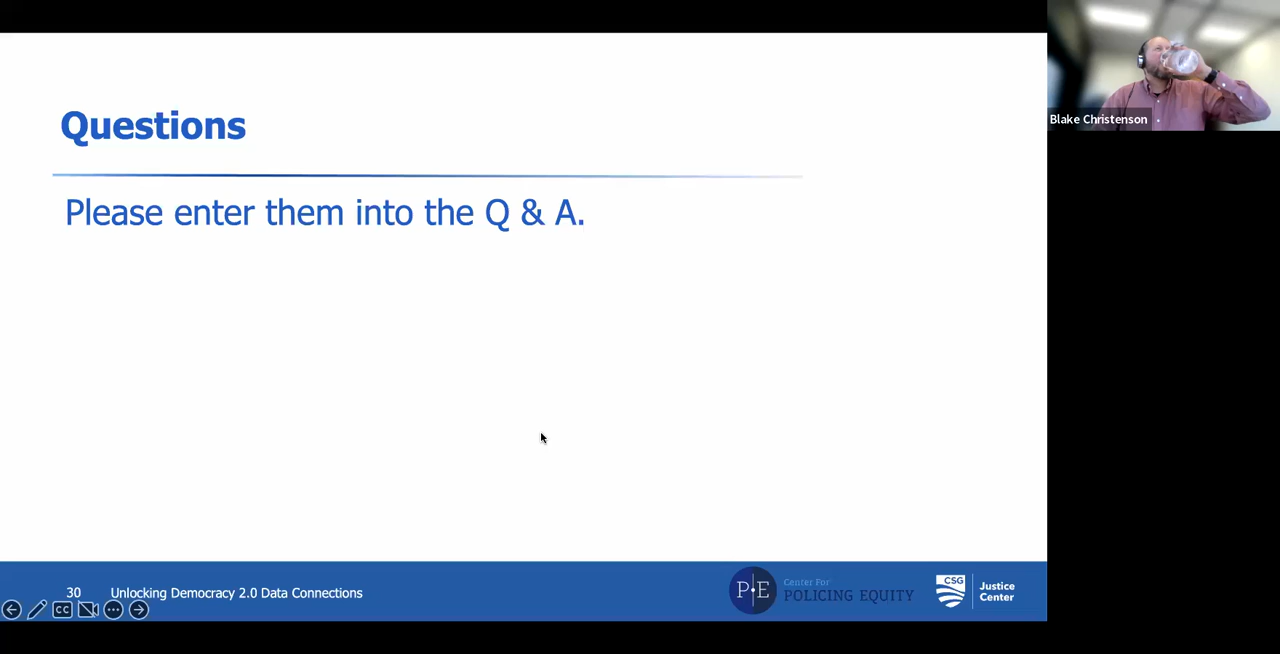 Questions
Please enter them into the Q & A.
Blake Christenson
30 Unlocking Democracy 2.0 Data Connections
P E
Center For
POLICING EQUITY
CSG
Justice
Center
CC